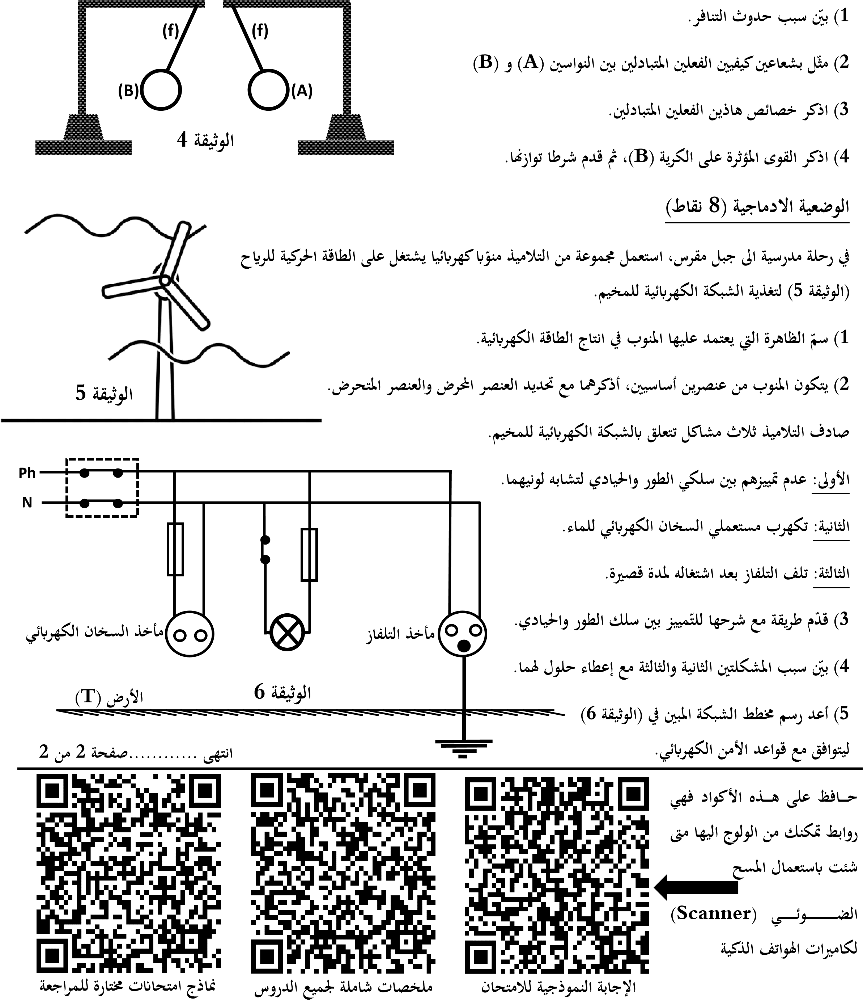 1) بيّن سبب حدوث التنافر.
2) مثّل بشعاعين كيفيين الفعلين المتبادلين بين النواسين (A) و (B)
3) اذكر خصائص هاذين الفعلين المتبادلين.
4) اذكر القوى المؤثرة على الكرية (B)، ثم قدم شرطا توازنها.
(f)
(f)
(B)
(A)
الوثيقة 4
الوضعية الادماجية (8 نقاط)
في رحلة مدرسية الى جبل مقرس، استعمل مجموعة من التلاميذ منوّبا كهربائيا يشتغل على الطاقة الحركية للرياح
(الوثيقة 5) لتغذية الشبكة الكهربائية للمخيم.
1) سمّ الظاهرة التي يعتمد عليها المنوب في انتاج الطاقة الكهربائية.
2) يتكون المنوب من عنصرين أساسيين، أذكرهما مع تحديد العنصر المحرض والعنصر المتحرض.
الوثيقة 5
صادف التلاميذ ثلاث مشاكل تتعلق بالشبكة الكهربائية للمخيم.
الأولى: عدم تمييزهم بين سلكي الطور والحيادي لتشابه لونيهما.
الثانية: تكهرب مستعملي السخان الكهربائي للماء.
الثالثة: تلف التلفاز بعد اشتغاله لمدة قصيرة.
3) قدّم طريقة مع شرحها للتّمييز بين سلك الطور والحيادي.
4) بيّن سبب المشكلتين الثانية والثالثة مع إعطاء حلول لهما.
5) أعد رسم مخطط الشبكة المبين في (الوثيقة 6)
ليتوافق مع قواعد الأمن الكهربائي.
Ph
N
مأخذ التلفاز
مأخذ السخان الكهربائي
الوثيقة 6
الأرض (T)
انتهى ............صفحة 2 من 2
حافظ على هذه الأكواد فهي
روابط تمكنك من الولوج اليها متى
شئت باستعمال المسح
الضوئي (Scanner)
لكاميرات الهواتف الذكية
الإجابة النموذجية للامتحان
ملخصات شاملة لجميع الدروس
نماذج امتحانات مختارة للمراجعة